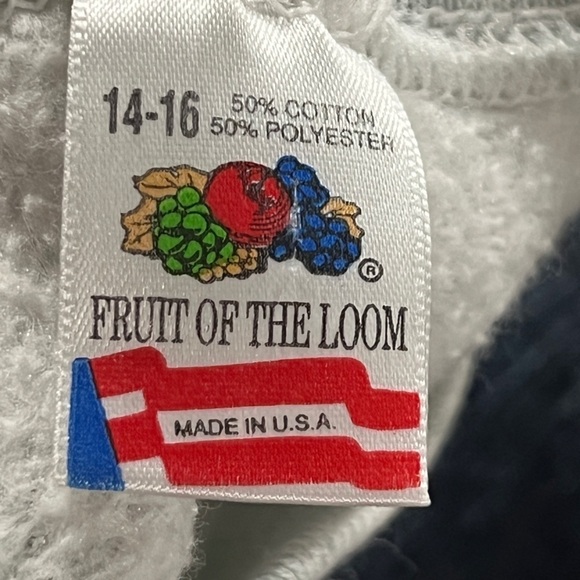 14-16 50% COTTON
50% POLYESTER
®
FRUIT OF THE LOOM
MADE IN U.S.A.